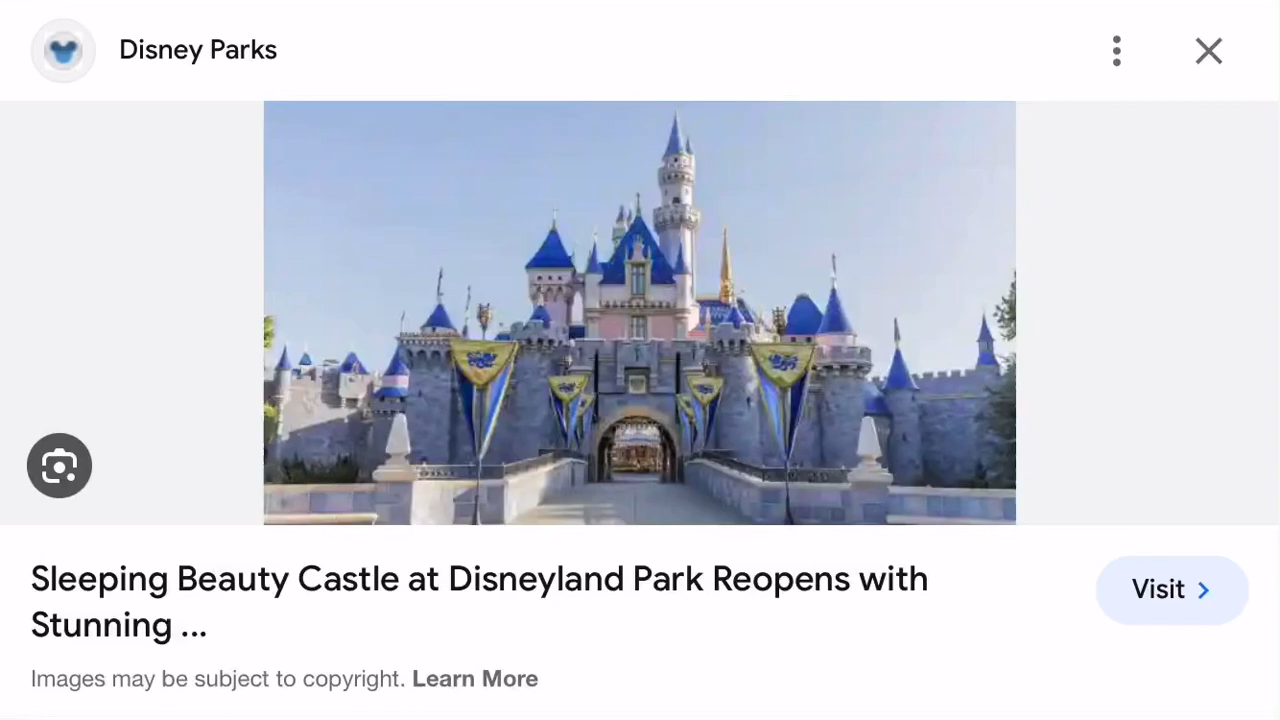 Disney Parks
Sleeping Beauty Castle at Disneyland Park Reopens with
Stunning ...
Visit
Images may be subject to copyright. Learn More